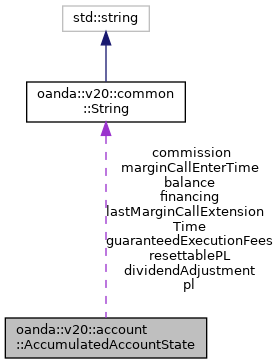 std::string
oanda::v20::common
::String
commission
marginCallEnterTime
balance
financing
lastMarginCallExtension
Time
guaranteedExecutionFees
resettablePL
dividendAdjustment
pl
oanda::v20::account
::AccumulatedAccountState